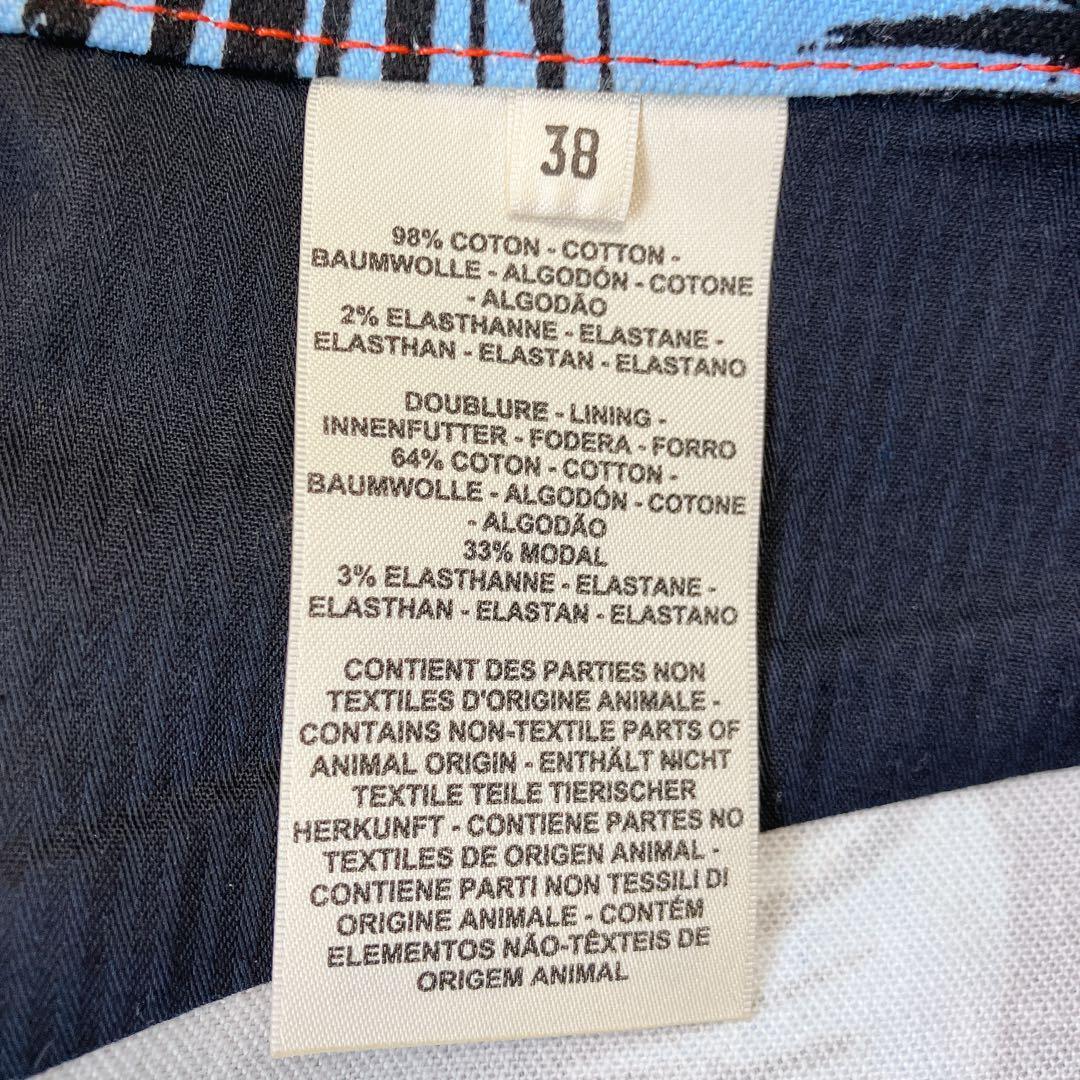 38
98% COTON - COTTON -
BAUMWOLLE - ALGODÓN - COTONE
- ALGODÃO
2% ELASTHANNE - ELASTANE -
ELASTHAN - ELASTAN - ELASTANO
DOUBLURE - LINING -
INNENFUTTER - FODERA - FORRO
64% COTON - COTTON -
BAUMWOLLE - ALGODÓN - COTONE
- ALGODÃO
33% MODAL
3% ELASTHANNE - ELASTANE -
ELASTHAN - ELASTAN - ELASTANO
CONTIENT DES PARTIES NON
TEXTILES D'ORIGINE ANIMALE -
CONTAINS NON-TEXTILE PARTS OF
ANIMAL ORIGIN - ENTHÄLT NICHT
TEXTILE TEILE TIERISCHER
HERKUNFT - CONTIENE PARTES NO
TEXTILES DE ORIGEN ANIMAL -
CONTIENE PARTI NON TESSILI DI
ORIGINE ANIMALE - CONTÉM
ELEMENTOS NÃO-TÊXTEIS DE
ORIGEM ANIMAL